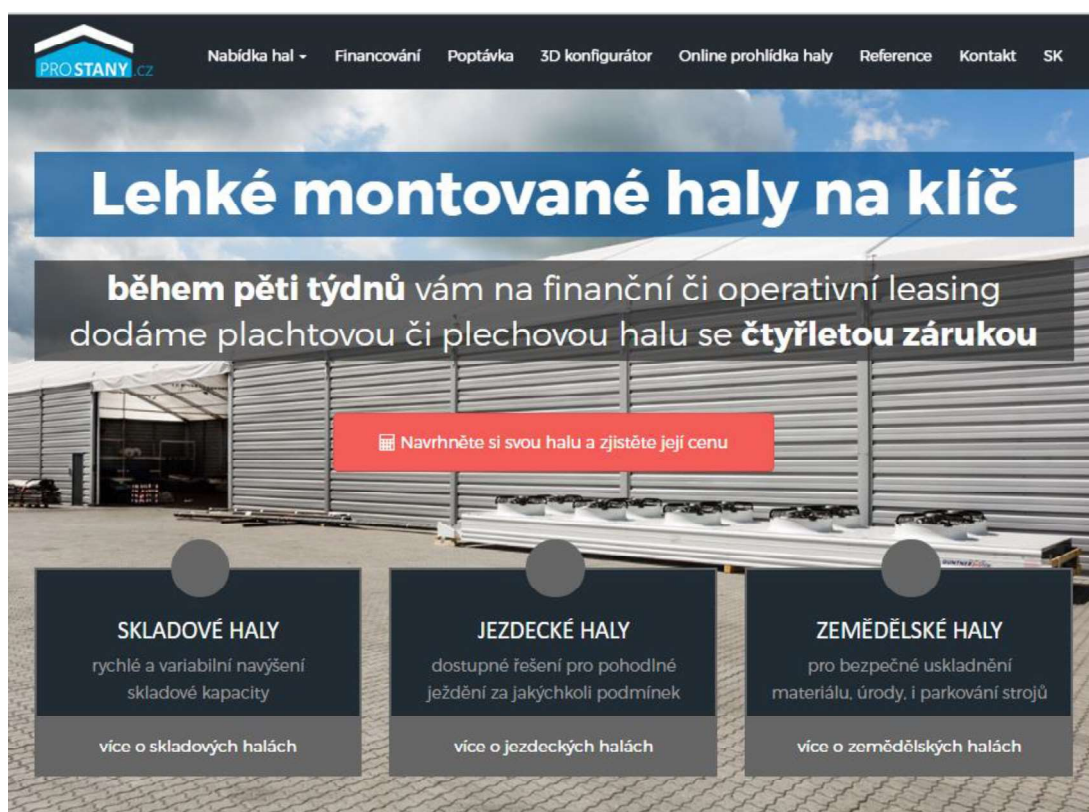 PROSTANY.CZ
Nabídka hal
Financování
Poptávka
3D konfigurátor
Online prohlídka haly
Reference
Kontakt
SK
Lehké montované haly na klíč
během pěti týdnů vám na finanční či operativní leasing
dodáme plachtovou či plechovou halu se čtyřletou zárukou
Navrhněte si svou halu a zjistěte její cenu
SKLADOVÉ HALY
rychlé a variabilní navýšení
skladové kapacity
více o skladových halách
JEZDECKÉ HALY
dostupné řešení pro pohodlné
ježdění za jakýchkoli podmínek
více o jezdeckých halách
ZEMĚDĚLSKÉ HALY
pro bezpečné uskladnění
materiálu, úrody, i parkování strojů
více o zemědělských halách